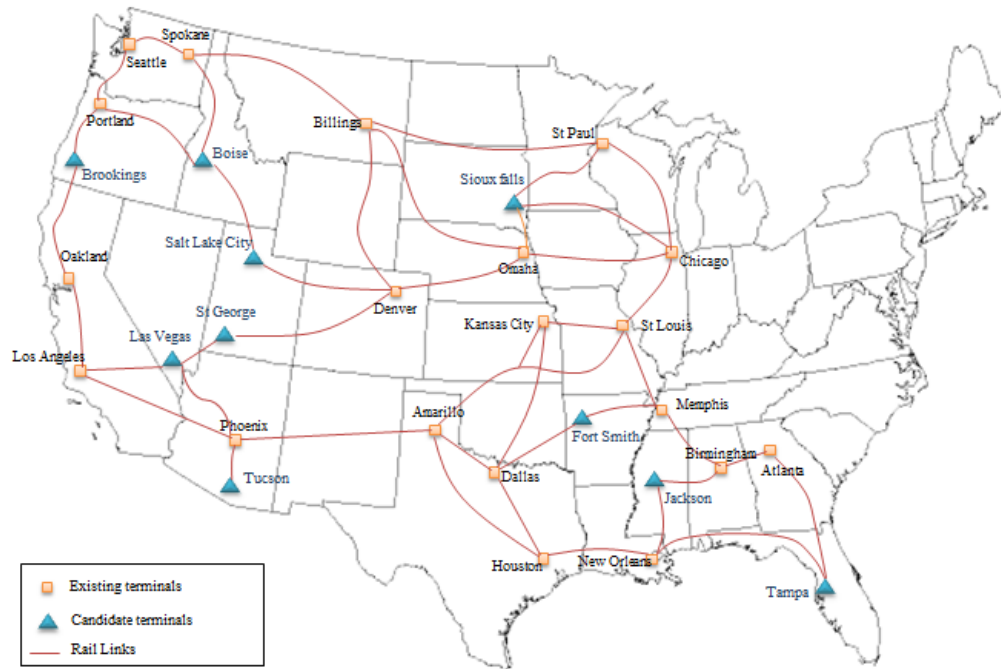 Spokane
Seattle
Portland
Billings
St Paul
Boise
Brookings
Sioux falls
Salt Lake City
Oakland
Omaha
Chicago
Denver
St George
Kansas City
St Louis
Las Vegas
Los Angeles
Amarillo
Memphis
Phoenix
Fort Smith
Birmingham
Atlanta
Tucson
Dallas
Jackson
Houston
New Orleans
Tampa
Existing terminals
Candidate terminals
Rail Links